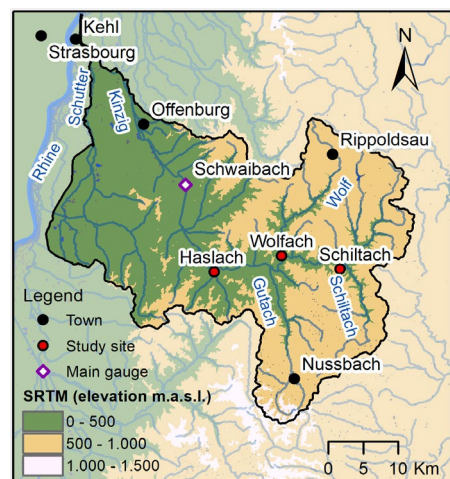 Kehl
N
Strasbourg
Schutter
Kinzig
Offenburg
Rhine
Rippoldsau
Schwaibach
Wolf
Wolfach
Haslach
Schiltach
Gutach
Schiltach
Legend
Town
Study site
Main gauge
Nussbach
SRTM (elevation m.a.s.l.)
0 - 500
500 - 1.000
1.000 - 1.500
0 5 10 Km